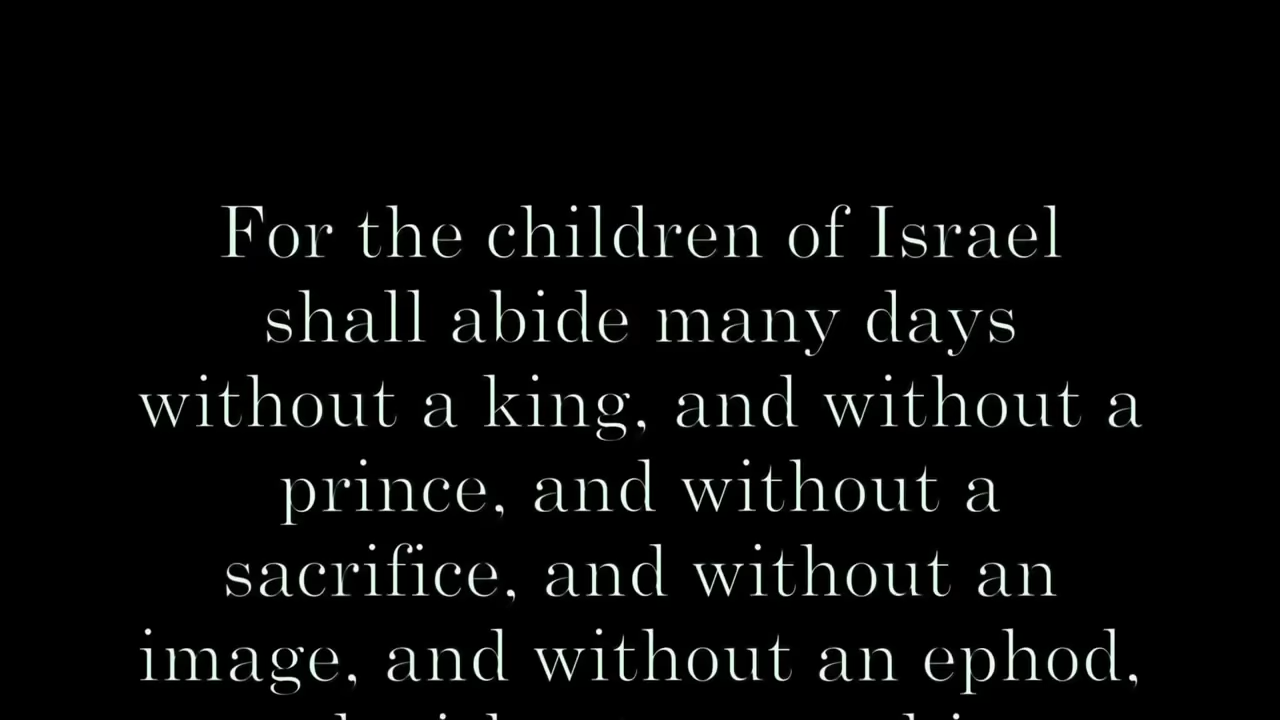 For the children of Israel
shall abide many days
without a king, and without a
prince, and without a
sacrifice, and without an
image, and without an ephod,